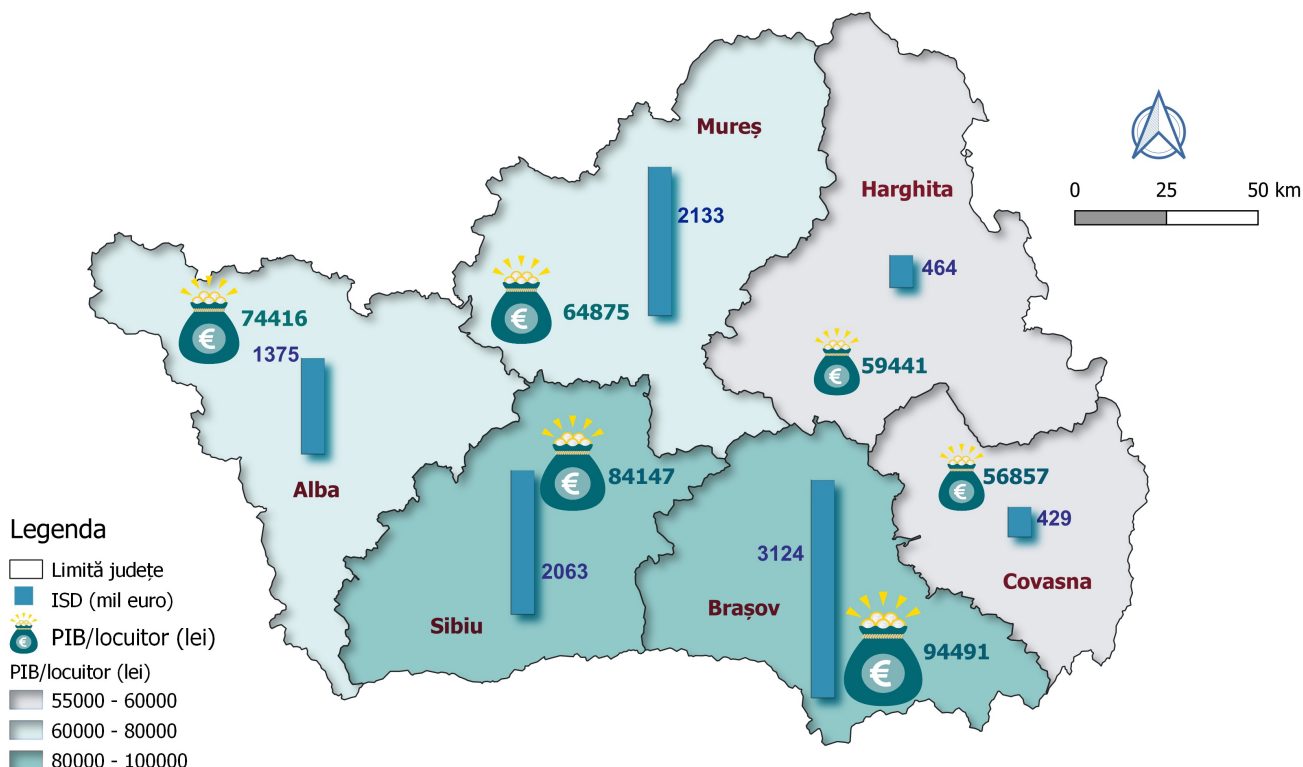 Mureș
2133
Harghita
0 25 50 km
464
64875
74416
1375
59441
Alba
84147
56857
429
3124
2063
Covasna
Brașov
Sibiu
94491
Legenda
Limită județe
ISD (mil euro)
PIB/locuitor (lei)
PIB/locuitor (lei)
55000 - 60000
60000 - 80000
80000 - 100000
€
€
€
€
€
€
€